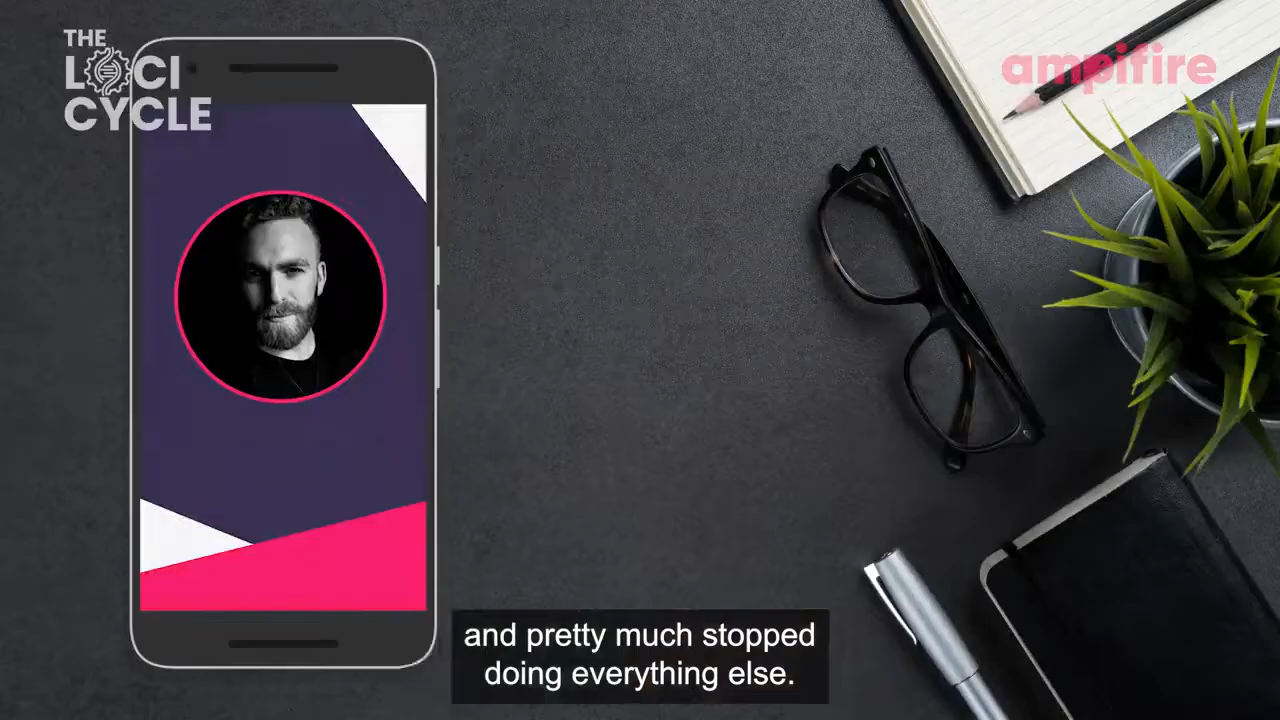 THE
LOCI
CYCLE
ampifire
and pretty much stopped
doing everything else.